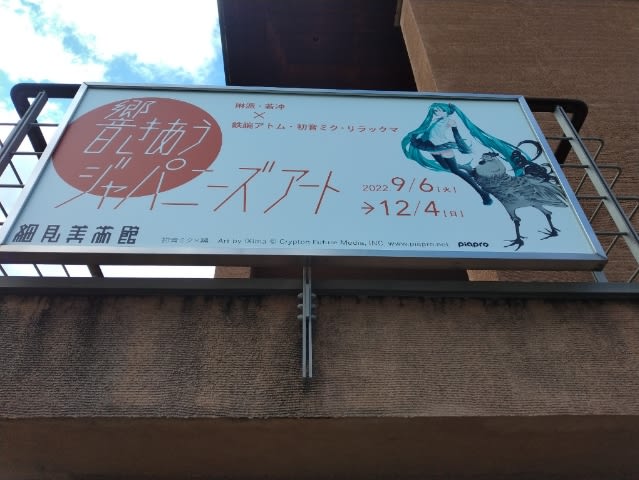 琳派・若冲
×
鉄腕アトム・初音ミク・リラックマ
響きあう
ジャパニーズアート
2022 9/6[火]
→12/4[日]
細見美術館
初音ミク×鶏 Art by iXima © Crypton Future Media, INC. www.piapro.net piapro